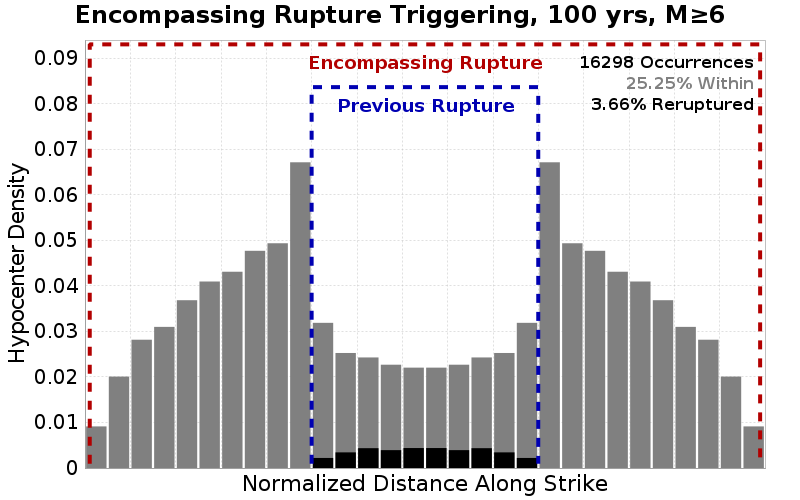 Encompassing Rupture Triggering, 100 yrs, M≥6
Encompassing Rupture
16298 Occurrences
25.25% Within
3.66% Reruptured
Previous Rupture
Hypocenter Density
0.09
0.08
0.07
0.06
0.05
0.04
0.03
0.02
0.01
0
Normalized Distance Along Strike